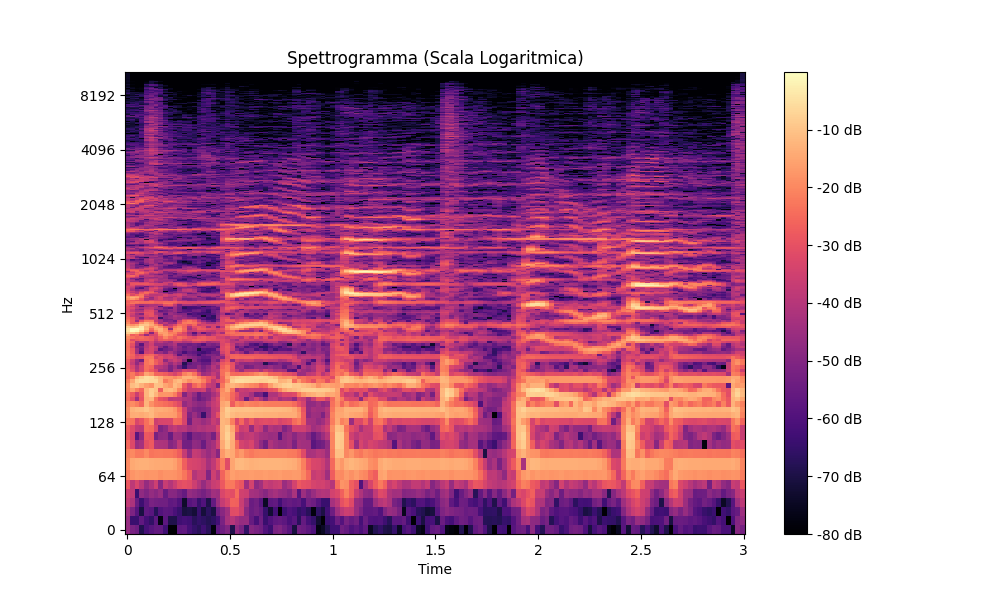 Spettrogramma (Scala Logaritmica)
8192
4096
2048
1024
512
256
128
64
0
Hz
0
0.5
1
1.5
2
2.5
3
Time
-10 dB
-20 dB
-30 dB
-40 dB
-50 dB
-60 dB
-70 dB
-80 dB